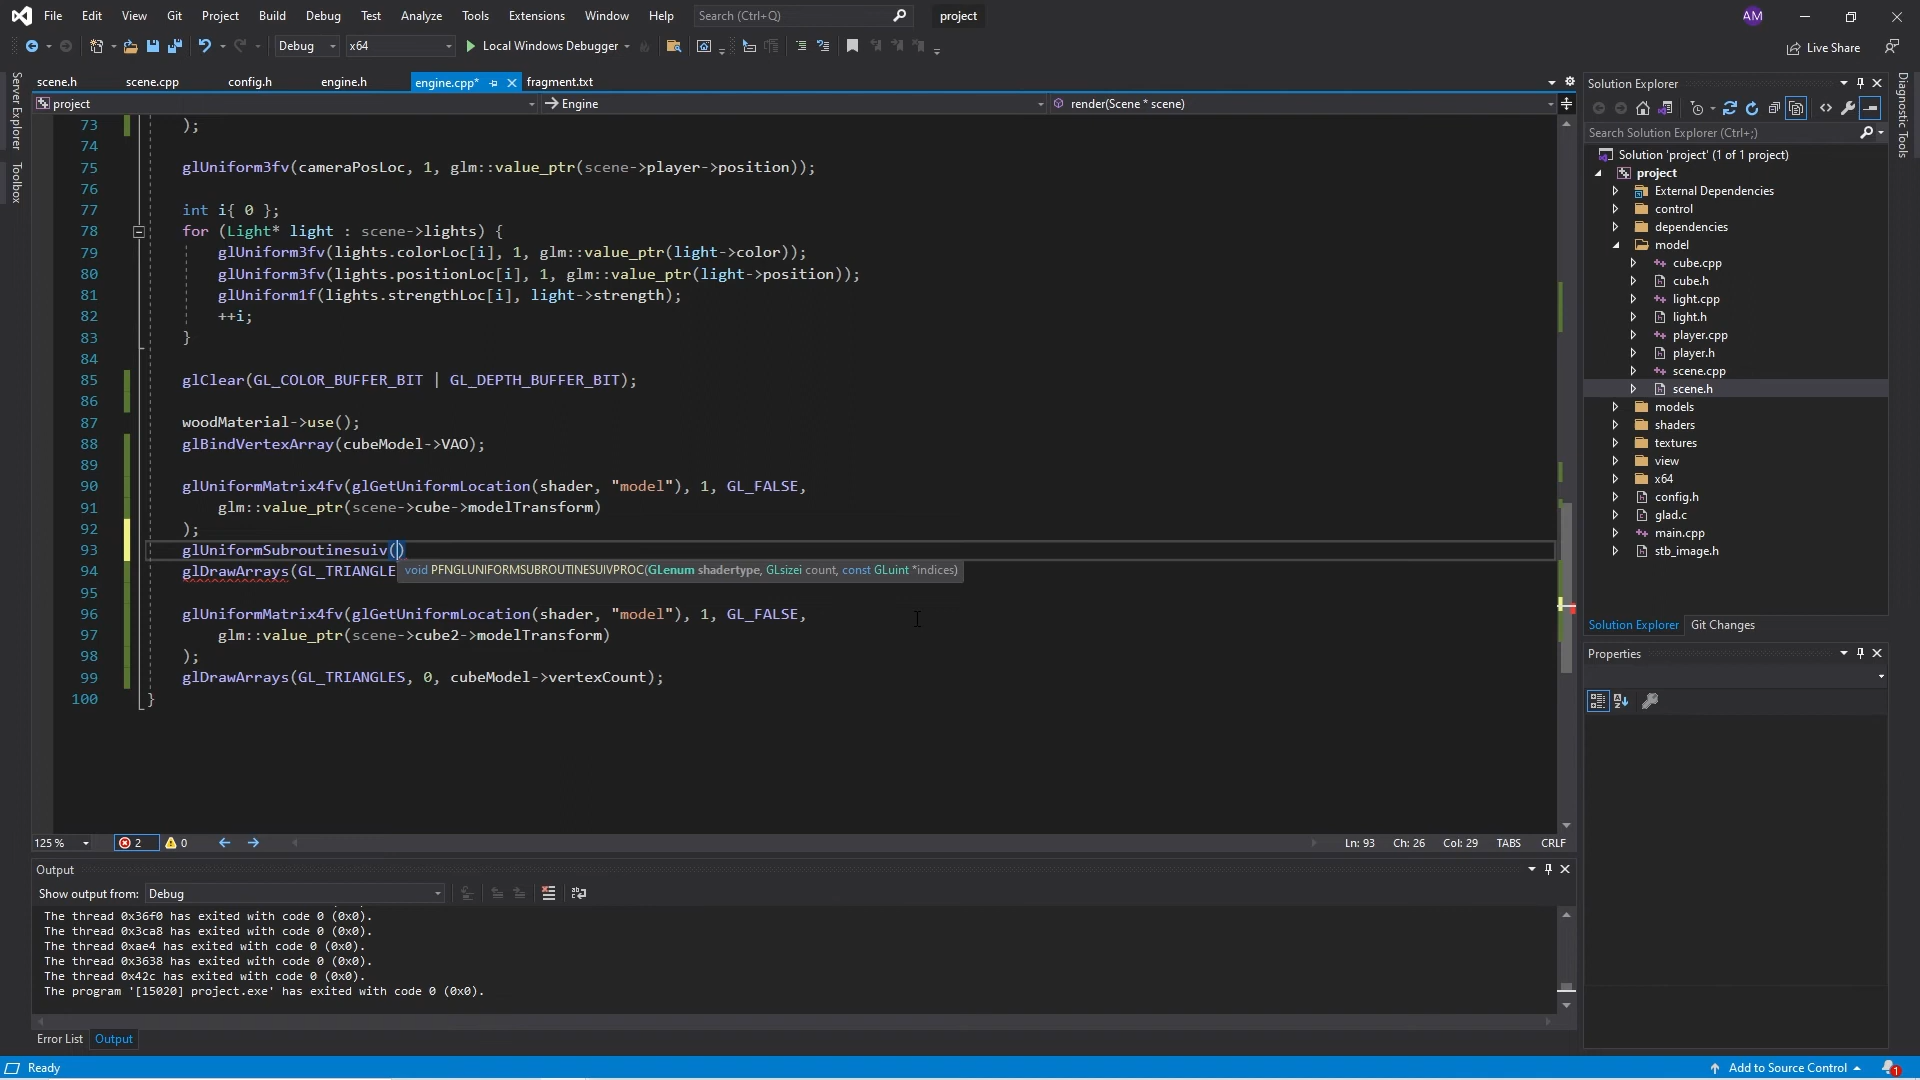 File Edit View Git Project Build Debug Test Analyze Tools Extensions Window Help Search (Ctrl+Q) project AM
Debug x64 Local Windows Debugger Live Share
Server Explorer
Toolbox
scene.h scene.cpp config.h engine.h engine.cpp* fragment.txt
project Engine render(Scene * scene)
73 );
74
75 glUniform3fv(cameraPosLoc, 1, glm::value_ptr(scene->player->position));
76
77 int i{ 0 };
78 for (Light* light : scene->lights) {
79 glUniform3fv(lights.colorLoc[i], 1, glm::value_ptr(light->color));
80 glUniform3fv(lights.positionLoc[i], 1, glm::value_ptr(light->position));
81 glUniform1f(lights.strengthLoc[i], light->strength);
82 ++i;
83 }
84
85 glClear(GL_COLOR_BUFFER_BIT | GL_DEPTH_BUFFER_BIT);
86
87 woodMaterial->use();
88 glBindVertexArray(cubeModel->VAO);
89
90 glUniformMatrix4fv(glGetUniformLocation(shader, "model"), 1, GL_FALSE,
91 glm::value_ptr(scene->cube->modelTransform)
92 );
93 glUniformSubroutinesuiv()
94 glDrawArrays(GL_TRIANGLE
void PFNGLUNIFORMSUBROUTINESUIVPROC(GLenum shadertype, GLsizei count, const GLuint *indices)
95
96 glUniformMatrix4fv(glGetUniformLocation(shader, "model"), 1, GL_FALSE,
97 glm::value_ptr(scene->cube2->modelTransform)
98 );
99 glDrawArrays(GL_TRIANGLES, 0, cubeModel->vertexCount);
100 }
125 % 2 0 Ln: 93 Ch: 26 Col: 29 TABS CRLF
Output
Show output from: Debug
The thread 0x36f0 has exited with code 0 (0x0).
The thread 0x3ca8 has exited with code 0 (0x0).
The thread 0xae4 has exited with code 0 (0x0).
The thread 0x3638 has exited with code 0 (0x0).
The thread 0x42c has exited with code 0 (0x0).
The program '[15020] project.exe' has exited with code 0 (0x0).
Error List Output
Solution Explorer
Search Solution Explorer (Ctrl+;)
Solution 'project' (1 of 1 project)
project
External Dependencies
control
dependencies
model
cube.cpp
cube.h
light.cpp
light.h
player.cpp
player.h
scene.cpp
scene.h
models
shaders
textures
view
x64
config.h
glad.c
main.cpp
stb_image.h
Solution Explorer Git Changes
Properties
Diagnostic Tools
Ready Add to Source Control 1